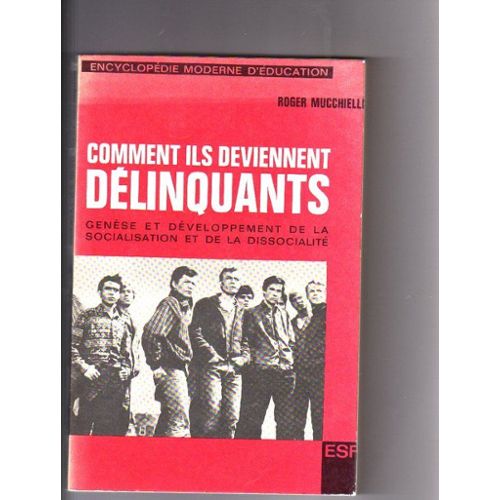 ENCYCLOPÉDIE MODERNE D'ÉDUCATION
ROGER MUCCHIELLI
COMMENT ILS DEVIENNENT
DÉLINQUANTS
GENÈSE ET DÉVELOPPEMENT DE LA
SOCIALISATION ET DE LA DISSOCIALITÉ
ESF